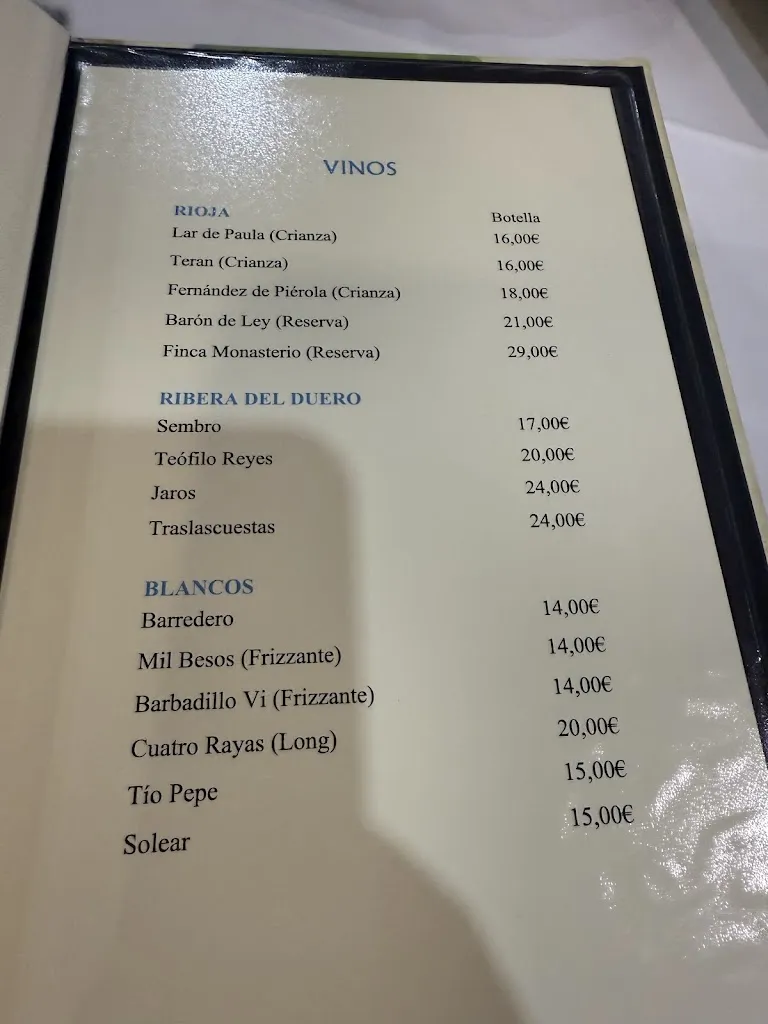 VINOS
RIOJA Botella
Lar de Paula (Crianza) 16,00€
Teran (Crianza) 16,00€
Fernández de Piérola (Crianza) 18,00€
Barón de Ley (Reserva) 21,00€
Finca Monasterio (Reserva) 29,00€
RIBERA DEL DUERO
Sembro 17,00€
Teófilo Reyes 20,00€
Jaros 24,00€
Traslascuestas 24,00€
BLANCOS
Barredero 14,00€
Mil Besos (Frizzante) 14,00€
Barbadillo Vi (Frizzante) 14,00€
Cuatro Rayas (Long) 20,00€
Tío Pepe 15,00€
Solear 15,00€